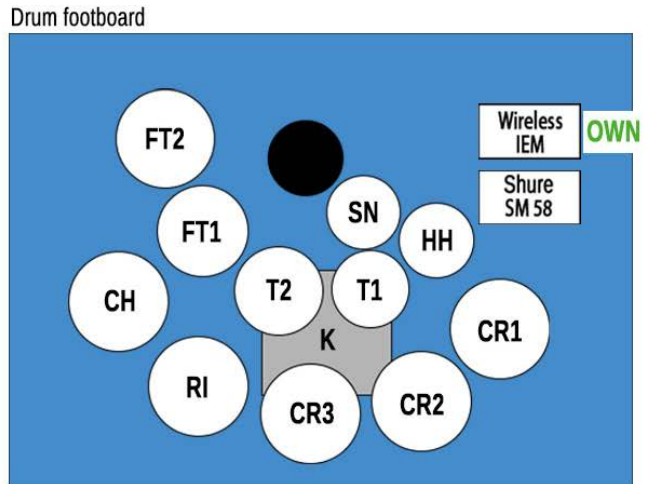 Drum footboard
FT2
Wireless
IEM
OWN
Shure
SM 58
SN
FT1
HH
T2
T1
CH
CR1
K
RI
CR2
CR3